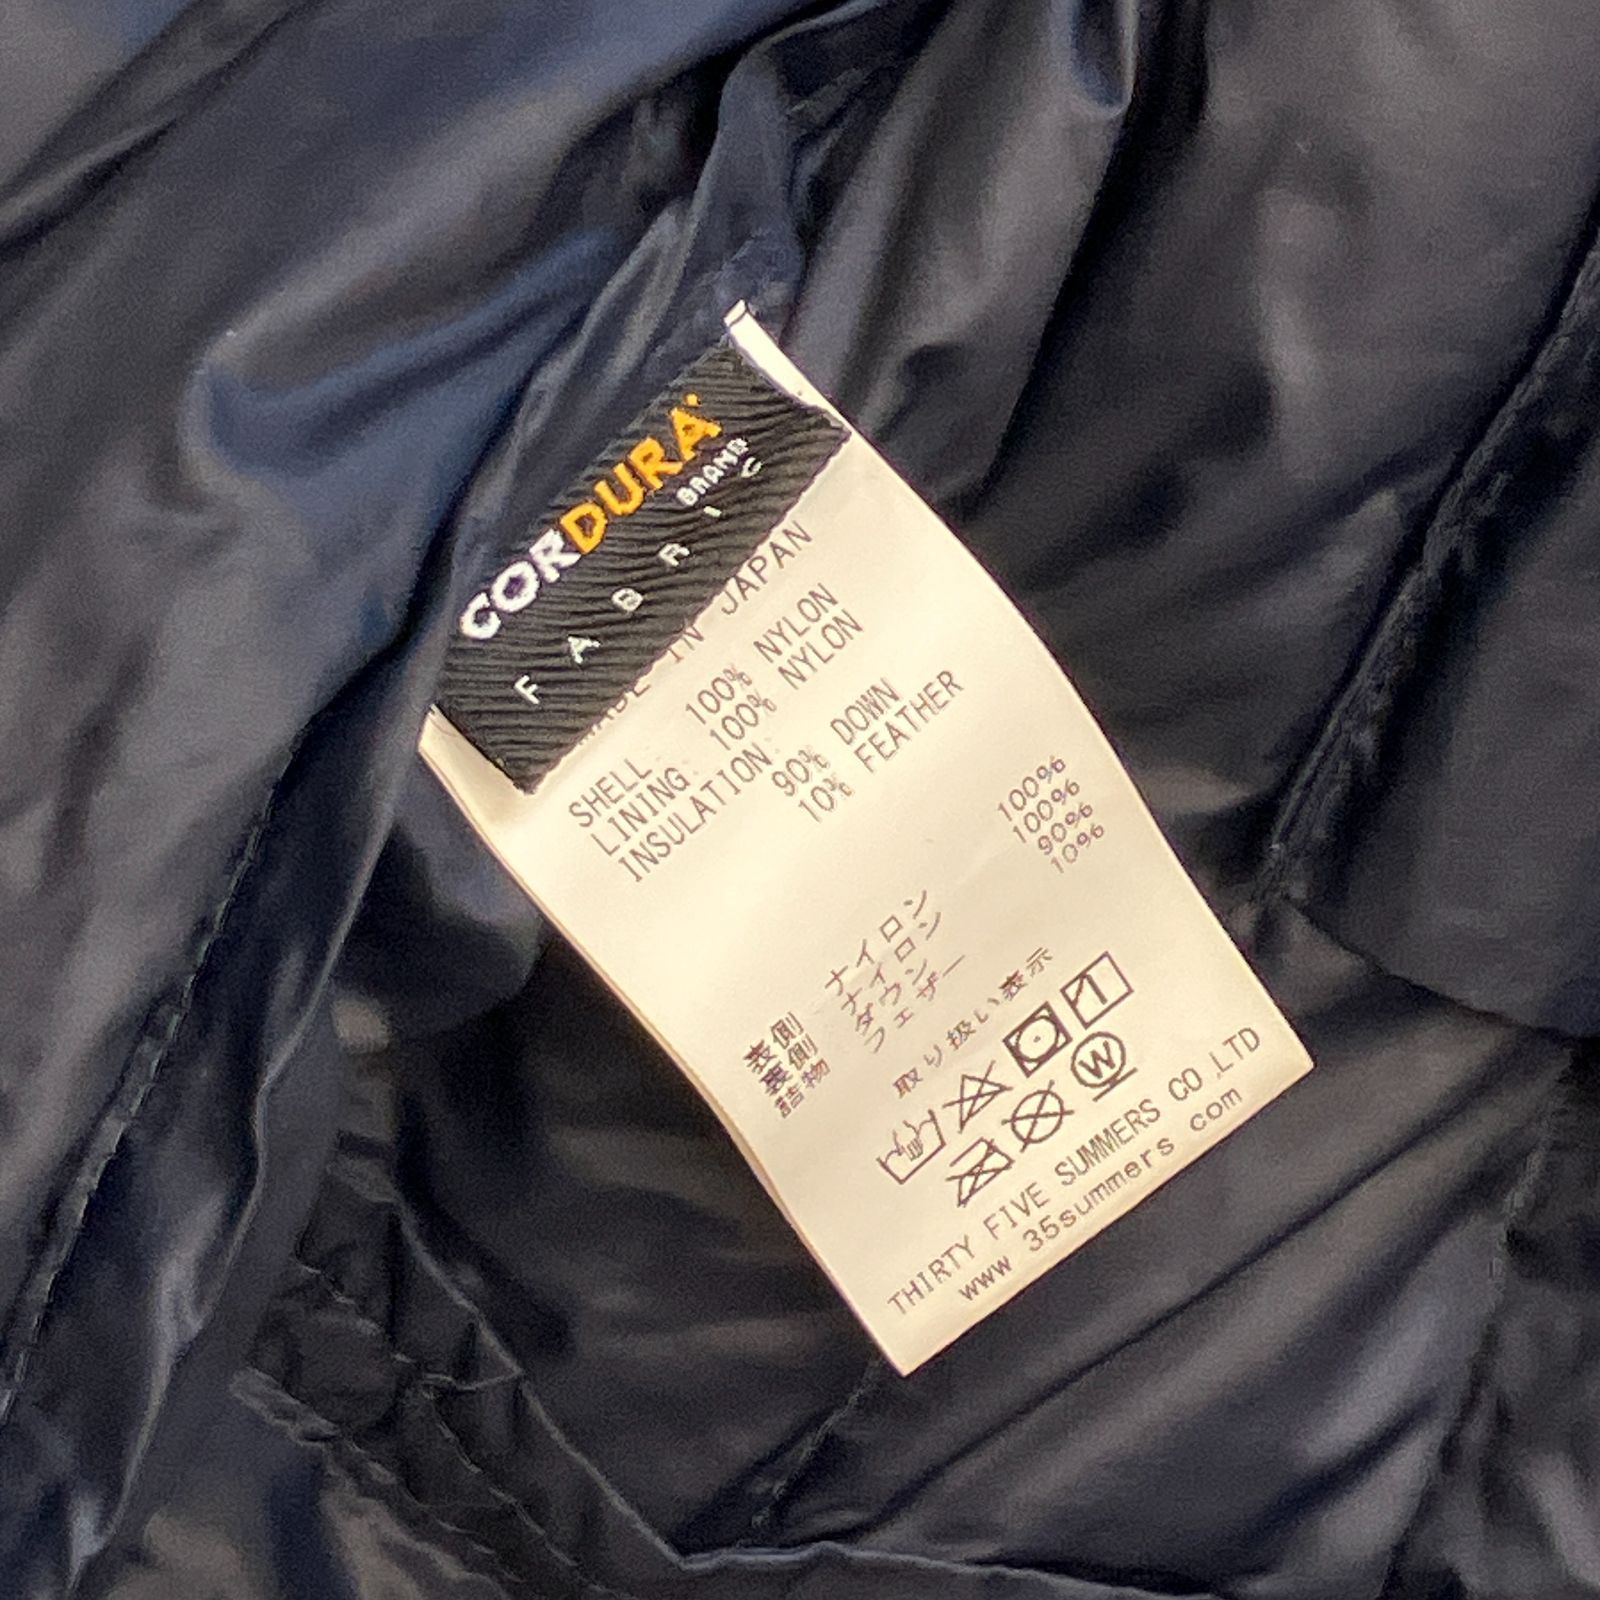 CORDURA
BRAND
FABRIC
MADE IN JAPAN
SHELL: 100% NYLON
LINING: 100% NYLON
INSULATION: 90% DOWN
10% FEATHER
表側 ナイロン 100%
裏側 ナイロン 100%
詰物 ダウン 90%
フェザー 10%
取り扱い表示
W
THIRTY FIVE SUMMERS CO.,LTD
www.35summers.com